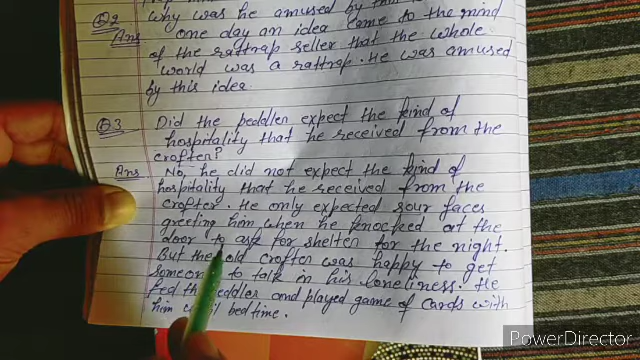 Q2 why was he amused by this
Ans one day an idea come to the mind
of the rattrap seller that the whole
world was a rattrap. He was amused
by this idea
Q3 Did the peddler expect the kind of
hospitality that he received from the
crofter?
Ans No, he did not expect the kind of
hospitality that he received from the
crofter. He only expected sour faces
greeting him when he knocked at the
door to ask for shelter for the night.
But the old crofter was happy to get
someone to talk in his loneliness. He
fed the peddler and played game of cards with
him until bedtime.
PowerDirector